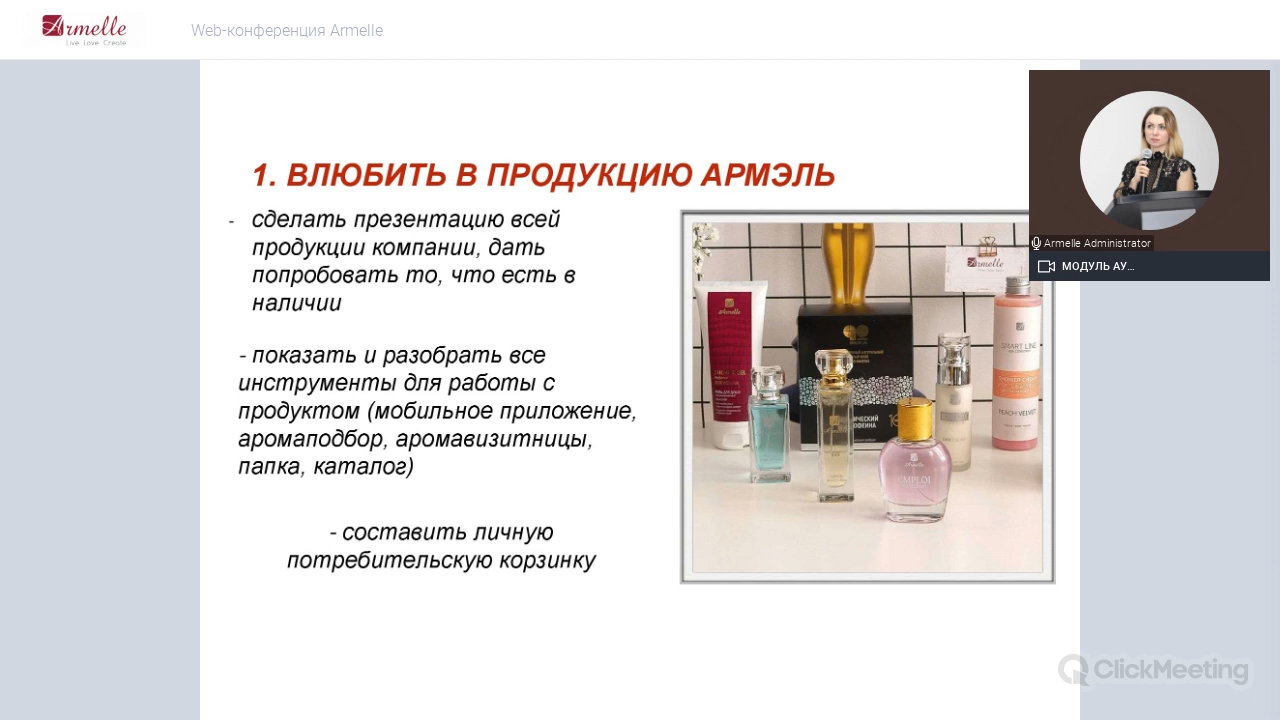 Armelle
Live Love Create
Web-конференция Armelle
1. ВЛЮБИТЬ В ПРОДУКЦИЮ АРМЭЛЬ
- сделать презентацию всей
продукции компании, дать
попробовать то, что есть в
наличии
- показать и разобрать все
инструменты для работы с
продуктом (мобильное приложение,
аромаподбор, аромавизитницы,
папка, каталог)
- составить личную
потребительскую корзинку
Armelle Administrator
МОДУЛЬ АУ...
Armelle
Armelle
SMART LINE
SHOWER CREAM
PEACH VELVET
ClickMeeting